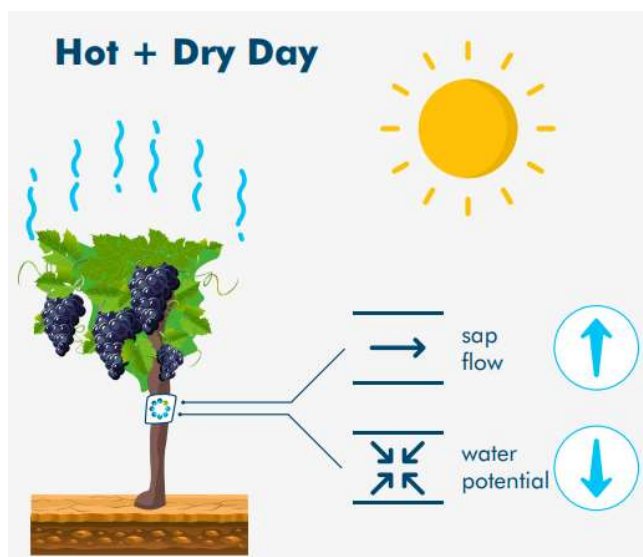 Hot + Dry Day
sap
flow
water
potential